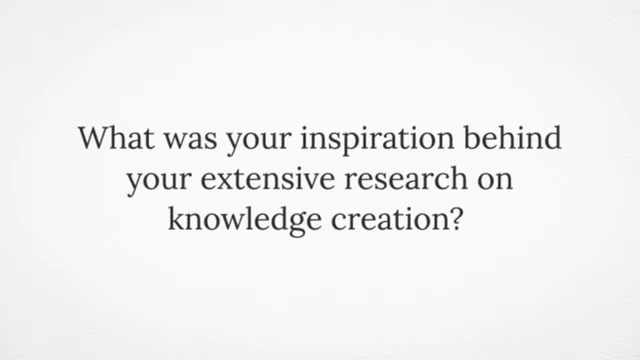 What was your inspiration behind
your extensive research on
knowledge creation?